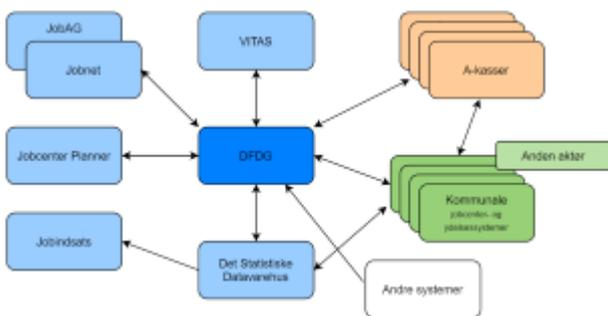 JobAG
Jobnet
VITAS
A-kasser
Jobcenter Planner
DFDG
Anden aktør
Kommunale
jobcenter- og
ydelsessystemer
Jobindsats
Det Statistiske
Datavarehus
Andre systemer